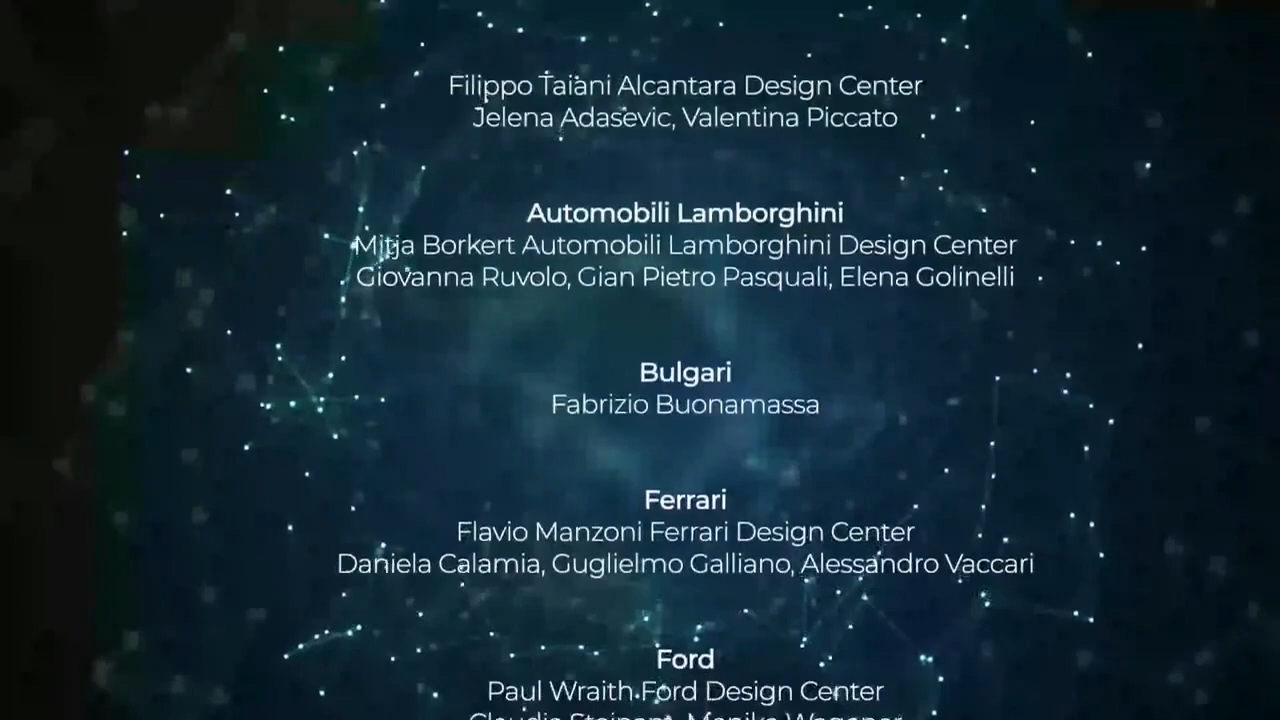 Filippo Taiani Alcantara Design Center
Jelena Adasevic, Valentina Piccato
Automobili Lamborghini
Mitja Borkert Automobili Lamborghini Design Center
Giovanna Ruvolo, Gian Pietro Pasquali, Elena Golinelli
Bulgari
Fabrizio Buonamassa
Ferrari
Flavio Manzoni Ferrari Design Center
Daniela Calamia, Guglielmo Galliano, Alessandro Vaccari
Ford
Paul Wraith Ford Design Center